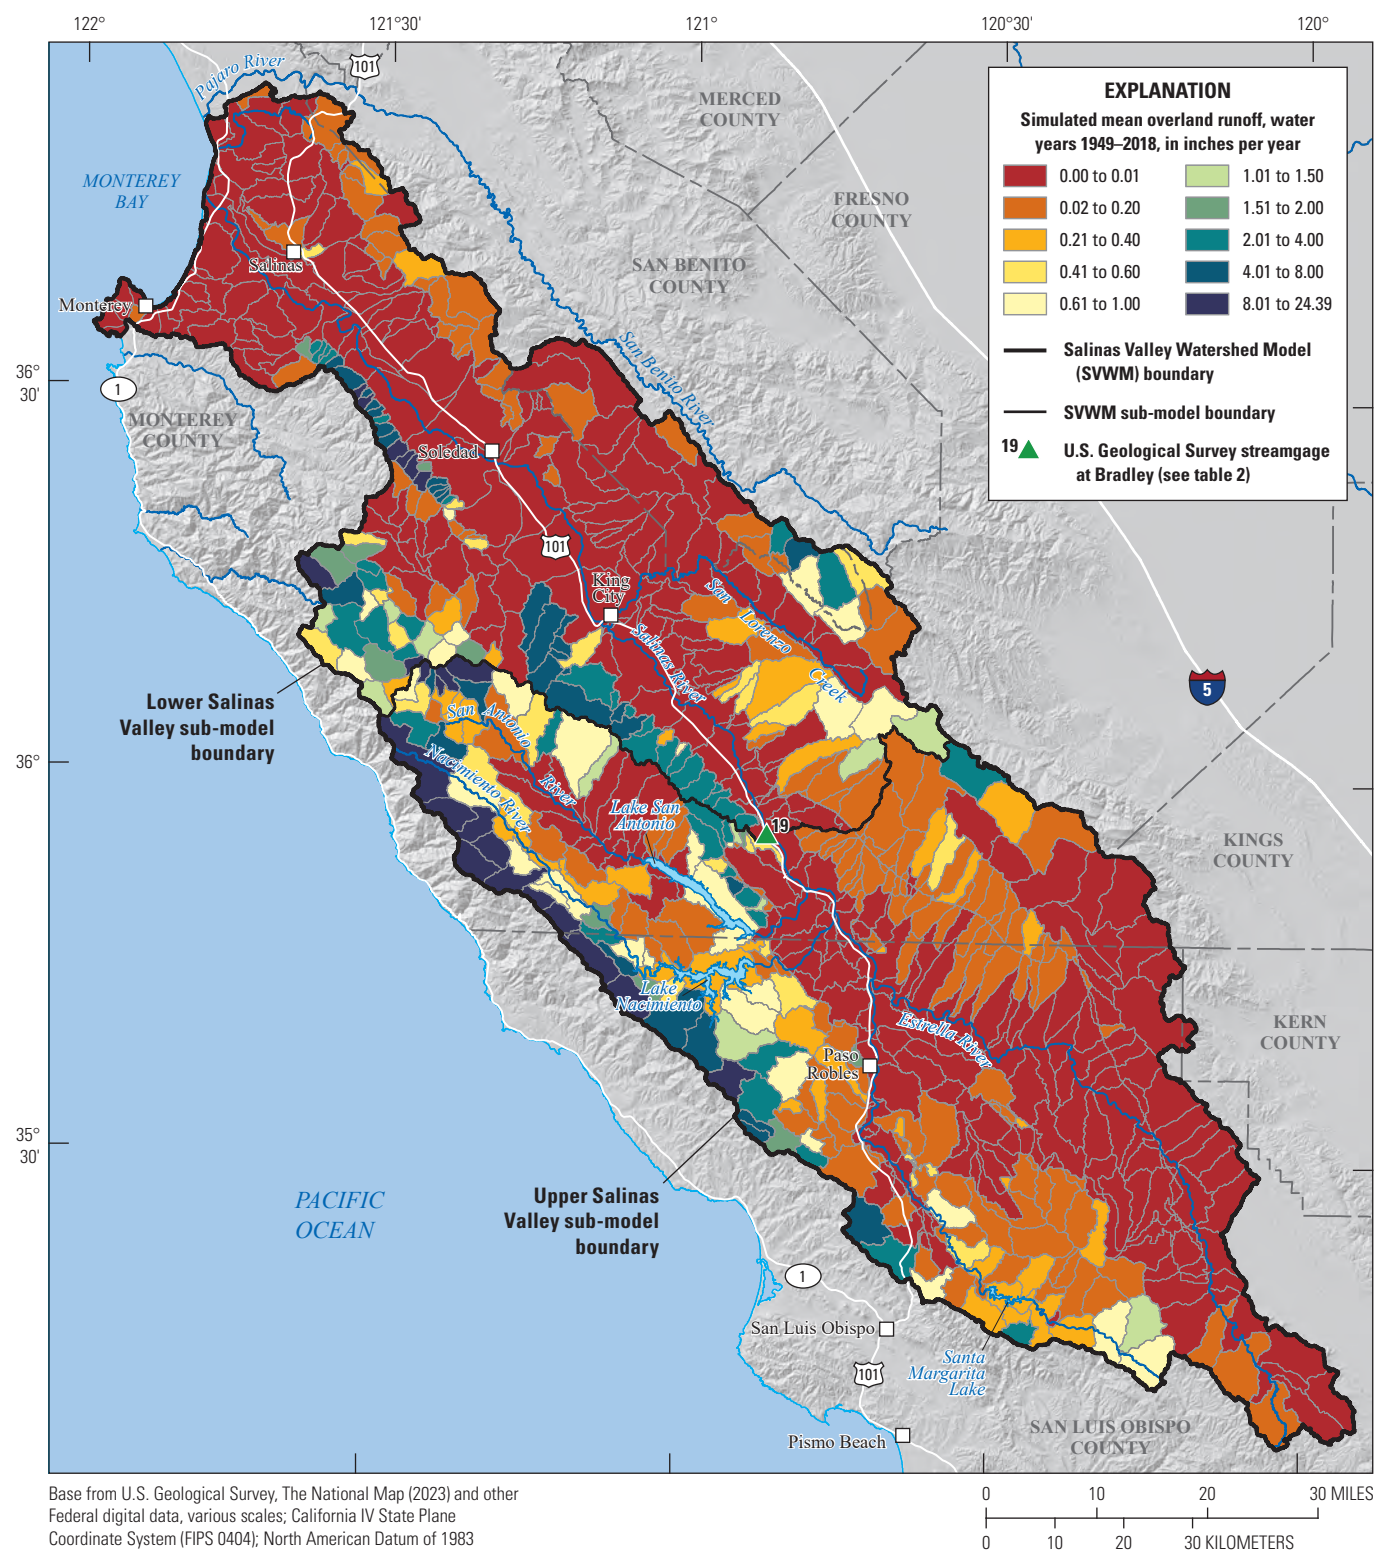 122°
121°30'
121°
120°30'
120°
Pajaro River
101
MERCED
COUNTY
EXPLANATION
Simulated mean overland runoff, water
years 1949–2018, in inches per year
0.00 to 0.01
0.02 to 0.20
0.21 to 0.40
0.41 to 0.60
0.61 to 1.00
1.01 to 1.50
1.51 to 2.00
2.01 to 4.00
4.01 to 8.00
8.01 to 24.39
Salinas Valley Watershed Model
(SVWM) boundary
SVWM sub-model boundary
19
U.S. Geological Survey streamgage
at Bradley (see table 2)
MONTEREY
BAY
FRESNO
COUNTY
SAN BENITO
COUNTY
Salinas
Monterey
San Benito River
36°
30'
1
MONTEREY
COUNTY
Soledad
101
King
City
San Lorenzo Creek
Salinas River
5
Lower Salinas
Valley sub-model
boundary
San Antonio River
Nacimiento River
36°
Lake San
Antonio
19
KINGS
COUNTY
Lake
Nacimiento
Estrella River
KERN
COUNTY
Paso
Robles
35°
30'
PACIFIC
OCEAN
Upper Salinas
Valley sub-model
boundary
1
San Luis Obispo
Santa
Margarita
Lake
101
SAN LUIS OBISPO
COUNTY
Pismo Beach
Base from U.S. Geological Survey, The National Map (2023) and other
Federal digital data, various scales; California IV State Plane
Coordinate System (FIPS 0404); North American Datum of 1983
0 10 20 30 MILES
0 10 20 30 KILOMETERS